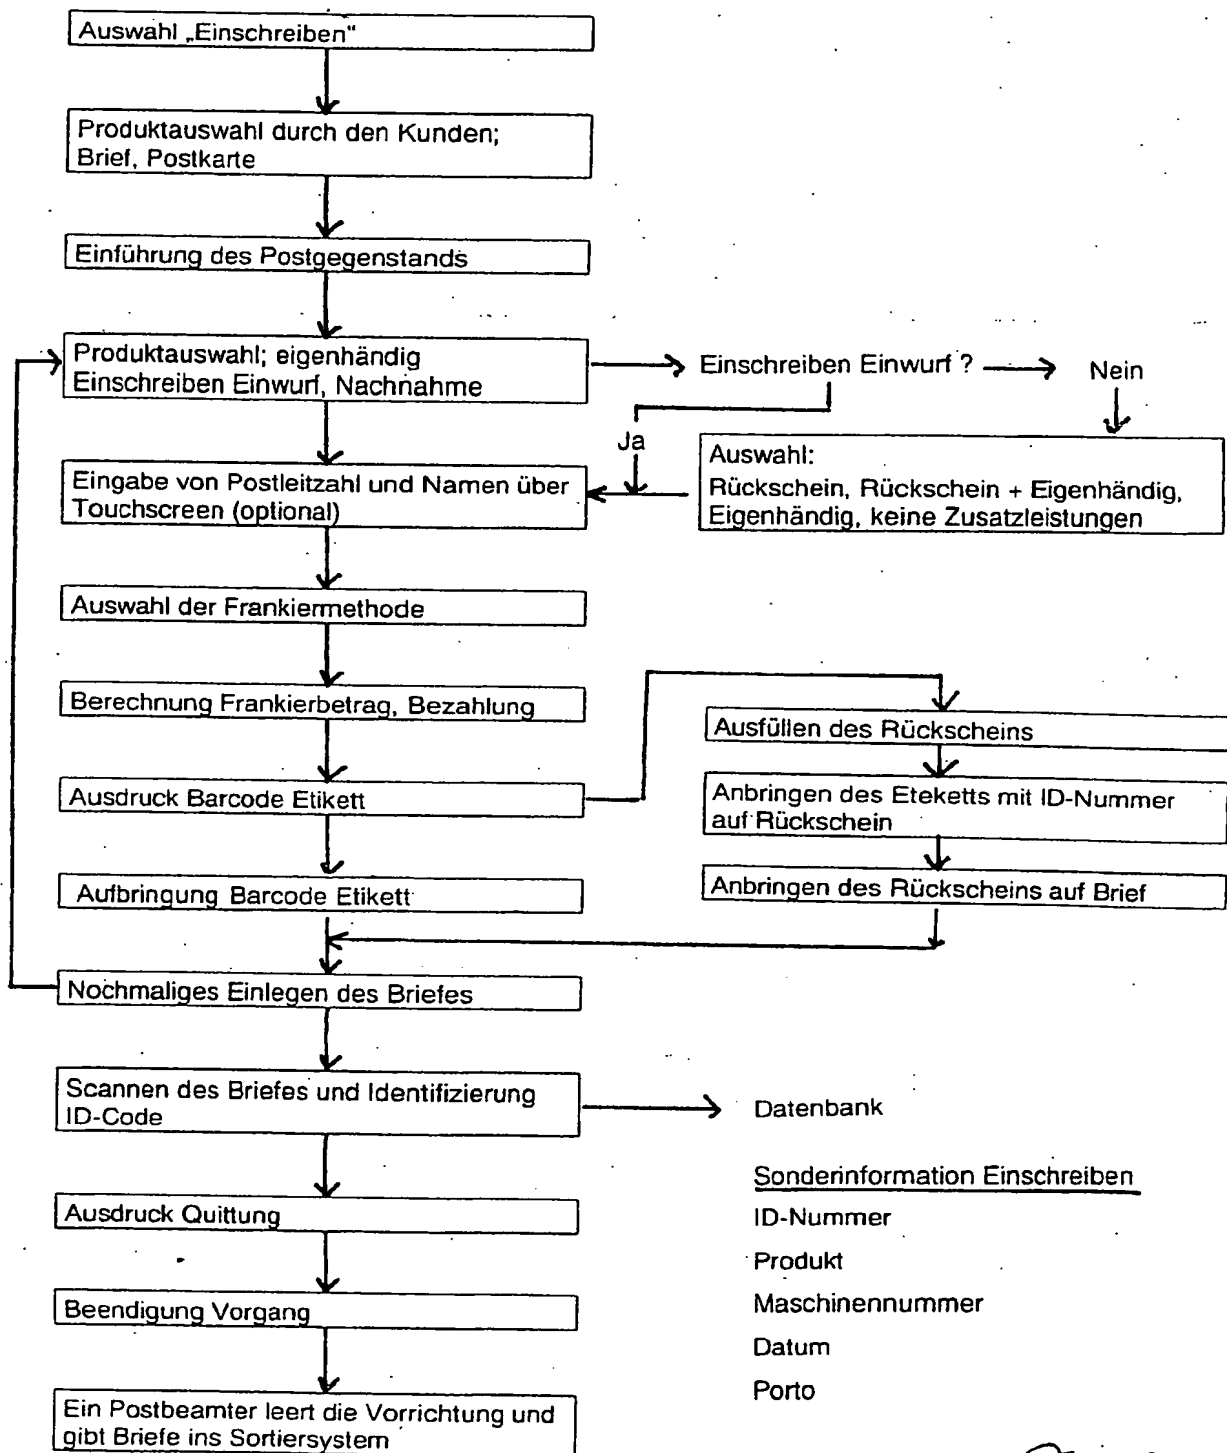 Auswahl „Einschreiben“
Produktauswahl durch den Kunden;
Brief, Postkarte
Einführung des Postgegenstands
Produktauswahl; eigenhändig
Einschreiben Einwurf, Nachnahme
Einschreiben Einwurf ?
Nein
Ja
Auswahl:
Rückschein, Rückschein + Eigenhändig,
Eigenhändig, keine Zusatzleistungen
Eingabe von Postleitzahl und Namen über
Touchscreen (optional)
Auswahl der Frankiermethode
Berechnung Frankierbetrag, Bezahlung
Ausfüllen des Rückscheins
Ausdruck Barcode Etikett
Anbringen des Eteketts mit ID-Nummer
auf Rückschein
Aufbringung Barcode Etikett
Anbringen des Rückscheins auf Brief
Nochmaliges Einlegen des Briefes
Scannen des Briefes und Identifizierung
ID-Code
Datenbank
Sonderinformation Einschreiben
ID-Nummer
Produkt
Maschinennummer
Datum
Porto
Ausdruck Quittung
Beendigung Vorgang
Ein Postbeamter leert die Vorrichtung und
gibt Briefe ins Sortiersystem